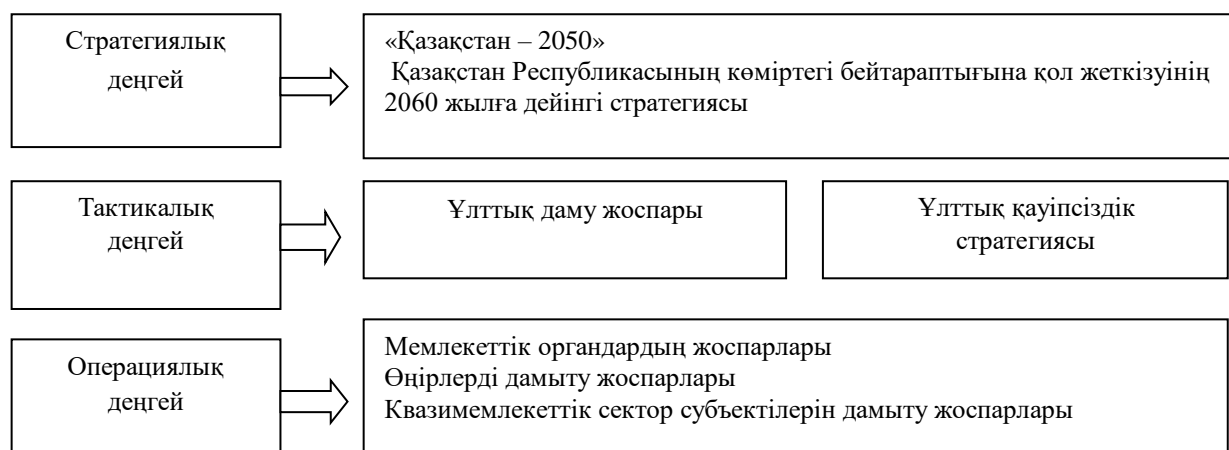 Стратегиялық
деңгей
«Қазақстан – 2050»
Қазақстан Республикасының көміртегі бейтараптығына қол жеткізуінің
2060 жылға дейінгі стратегиясы
Тактикалық
деңгей
Ұлттық даму жоспары
Ұлттық қауіпсіздік
стратегиясы
Операциялық
деңгей
Мемлекеттік органдардың жоспарлары
Өңірлерді дамыту жоспарлары
Квазимемлекеттік сектор субъектілерін дамыту жоспарлары